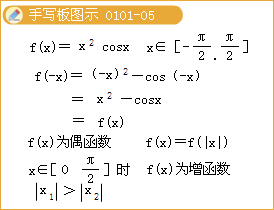 手写板图示 0101-05
f(x)= x² cosx x∈[-π/2 . π/2]
f(-x)= (-x)²-cos(-x)
= x²-cosx
= f(x)
f(x)为偶函数 f(x)=f(|x|)
x∈[0 π/2]时 f(x)为增函数
|x₁|>|x₂|